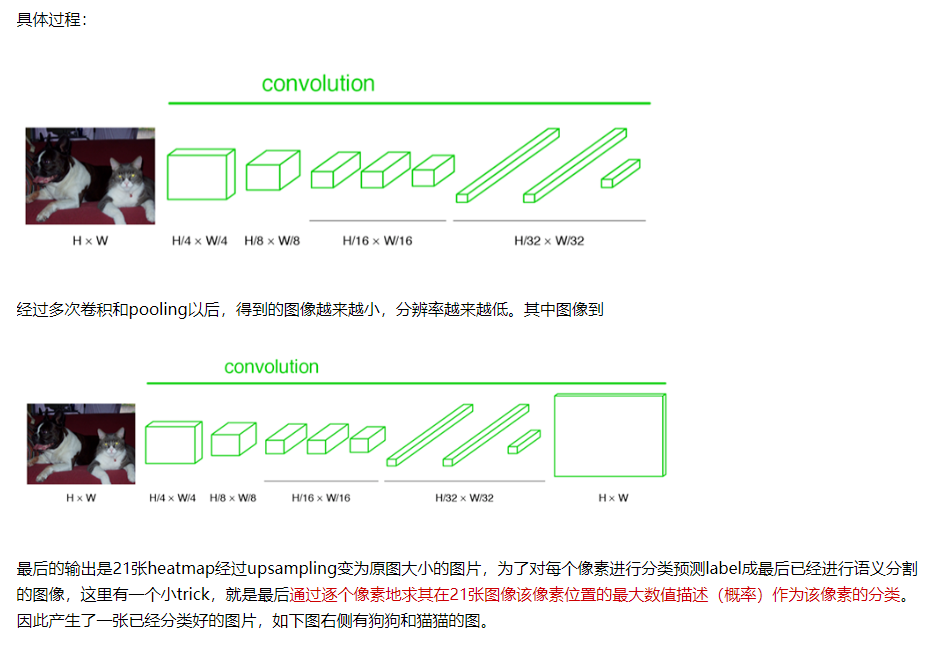 具体过程：
convolution
H × W
H/4 × W/4
H/8 × W/8
H/16 × W/16
H/32 × W/32
经过多次卷积和pooling以后，得到的图像越来越小，分辨率越来越低。其中图像到
convolution
H × W
H/4 × W/4
H/8 × W/8
H/16 × W/16
H/32 × W/32
H × W
最后的输出是21张heatmap经过upsampling变为原图大小的图片，为了对每个像素进行分类预测label成最后已经进行语义分割
的图像，这里有一个小trick，就是最后通过逐个像素地求其在21张图像该像素位置的最大数值描述（概率）作为该像素的分类。
因此产生了一张已经分类好的图片，如下图右侧有狗狗和猫猫的图。